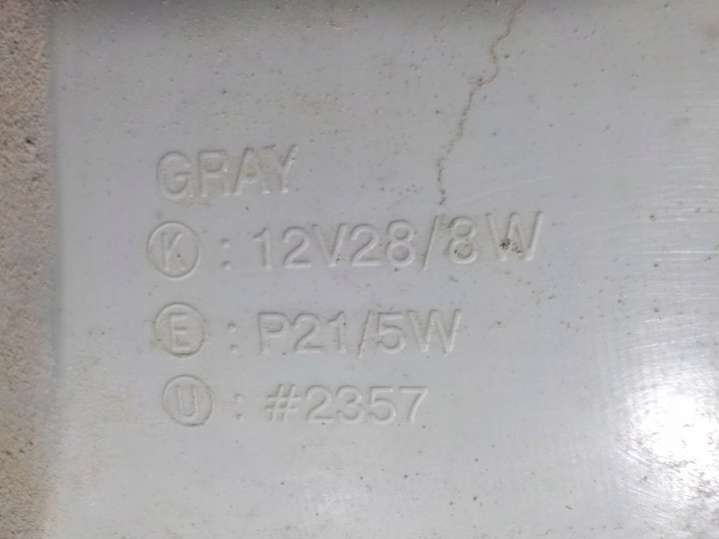 GRAY
Ⓚ : 12V28/8W
Ⓔ : P21/5W
Ⓤ : #2357